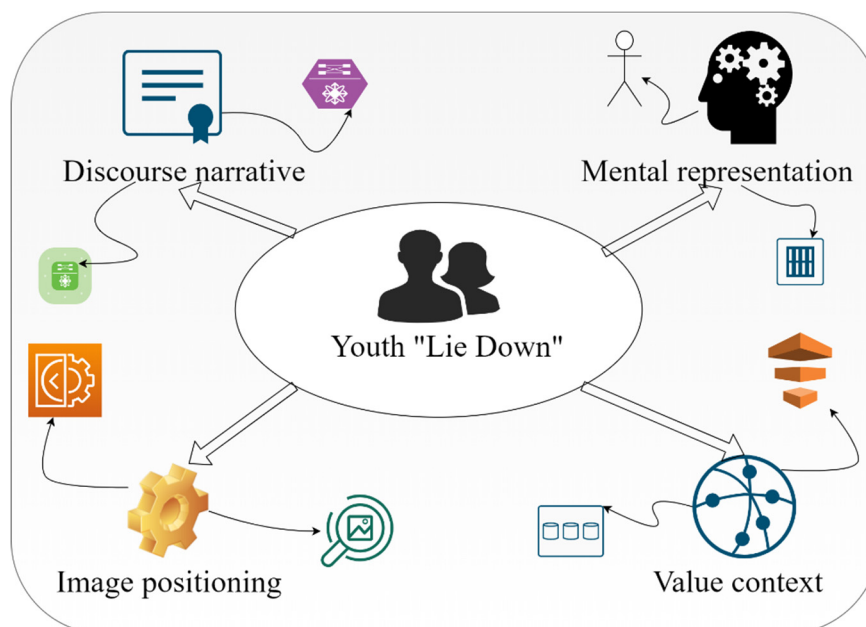 Discourse narrative
Mental representation
Youth "Lie Down"
Image positioning
Value context